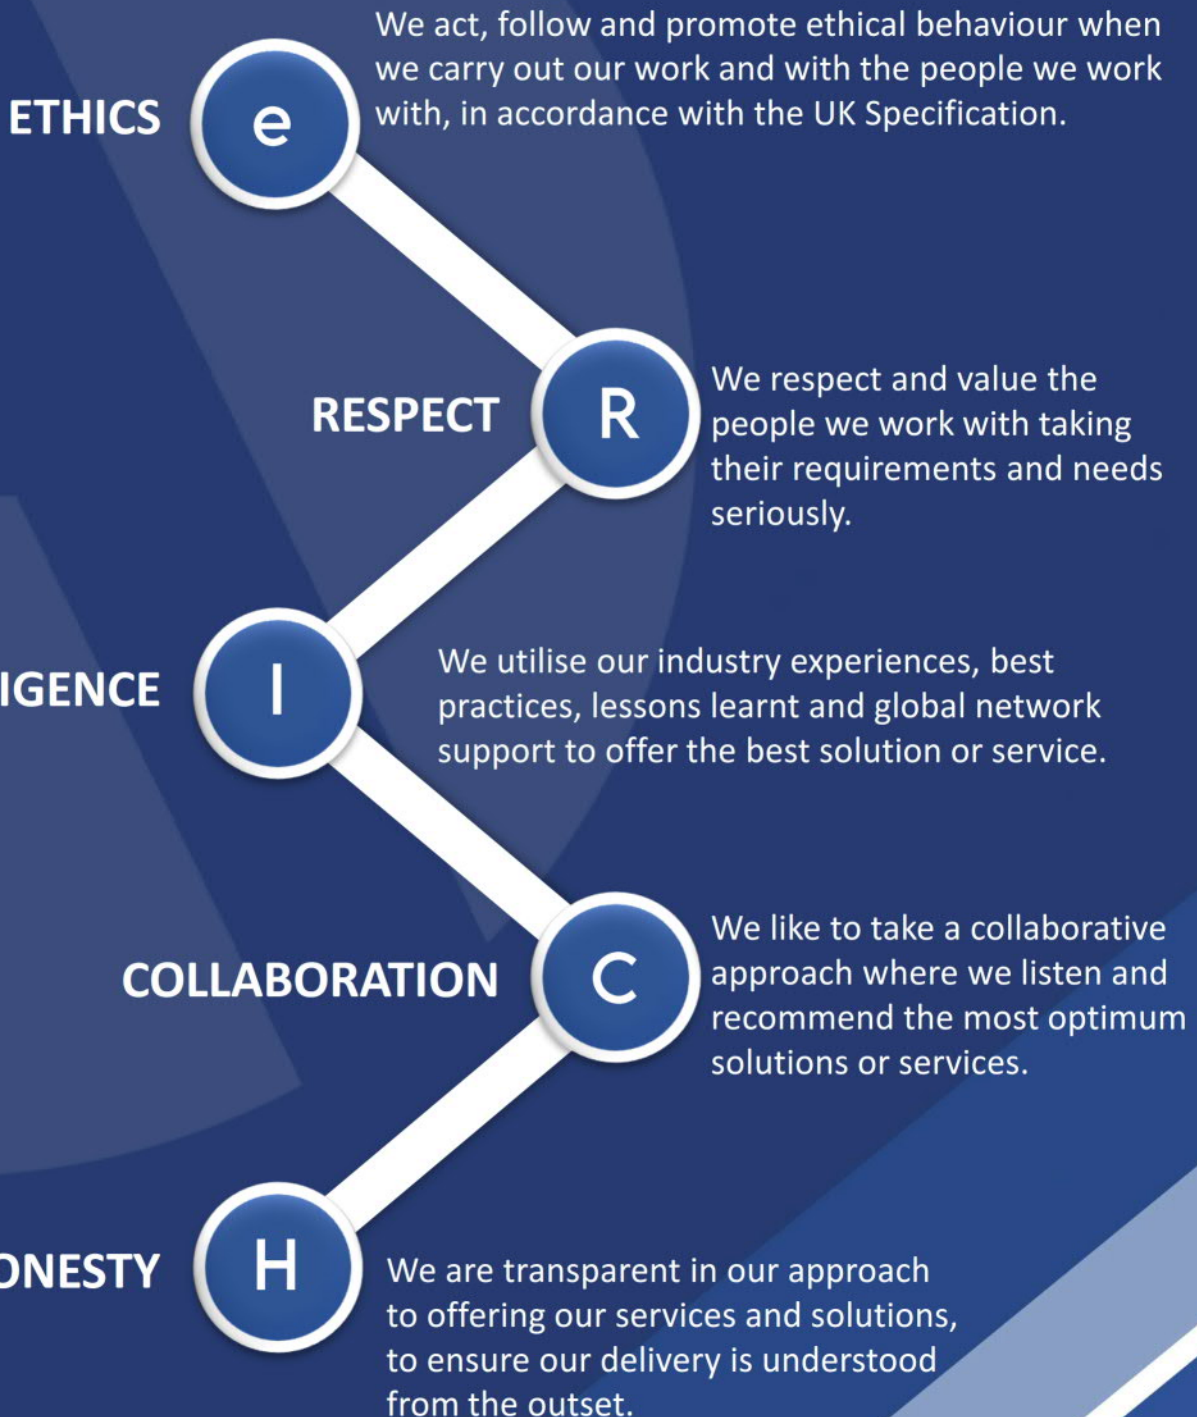 We act, follow and promote ethical behaviour when
we carry out our work and with the people we work
with, in accordance with the UK Specification.
ETHICS
e
RESPECT
R
We respect and value the
people we work with taking
their requirements and needs
seriously.
IGENCE
I
We utilise our industry experiences, best
practices, lessons learnt and global network
support to offer the best solution or service.
COLLABORATION
C
We like to take a collaborative
approach where we listen and
recommend the most optimum
solutions or services.
ONESTY
H
We are transparent in our approach
to offering our services and solutions,
to ensure our delivery is understood
from the outset.